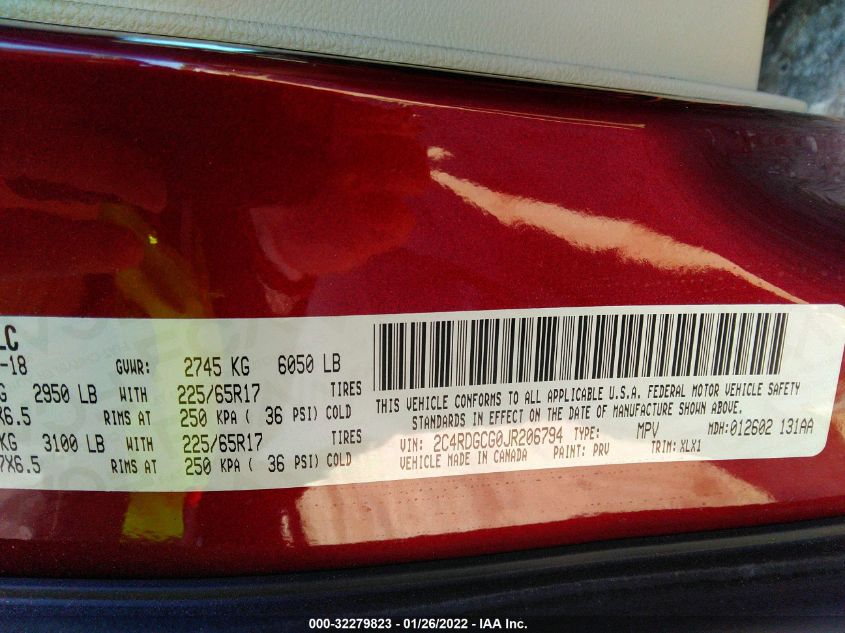 LC
-18 GVWR: 2745 KG 6050 LB
G 2950 LB WITH 225/65R17 TIRES
X6.5 RIMS AT 250 KPA ( 36 PSI) COLD
KG 3100 LB WITH 225/65R17 TIRES
7X6.5 RIMS AT 250 KPA ( 36 PSI) COLD
THIS VEHICLE CONFORMS TO ALL APPLICABLE U.S.A. FEDERAL MOTOR VEHICLE SAFETY
STANDARDS IN EFFECT ON THE DATE OF MANUFACTURE SHOWN ABOVE.
VIN: 2C4RDGCG0JR206794 TYPE: MPV MDH: 012602 131AA
VEHICLE MADE IN CANADA PAINT: PRV TRIM: XLX1
000-32279823 / 01/26/2022 - IAA Inc.